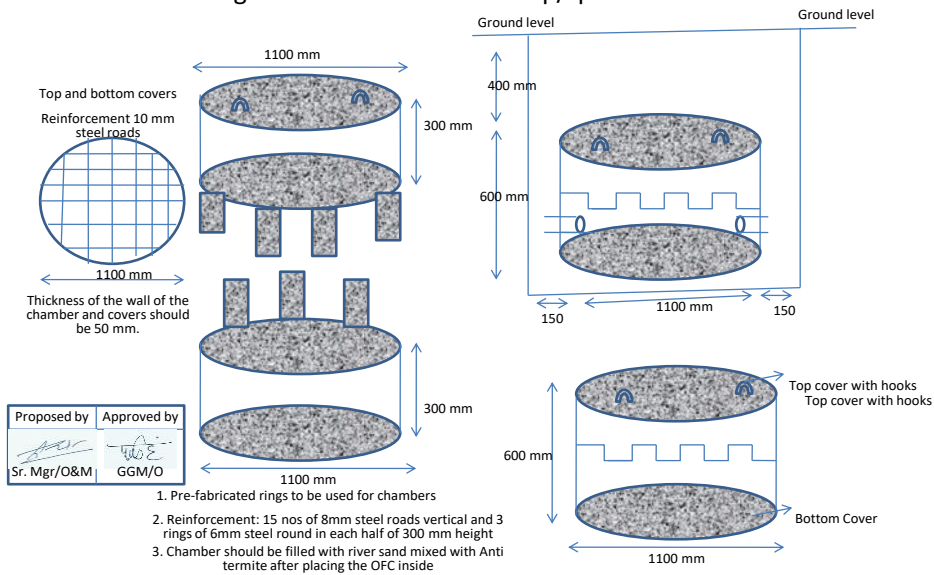 Ground level
Ground level
1100 mm
400 mm
Top and bottom covers
Reinforcement 10 mm
steel roads
300 mm
600 mm
1100 mm
Thickness of the wall of the
chamber and covers should
be 50 mm.
150
1100 mm
150
300 mm
Top cover with hooks
Top cover with hooks
600 mm
Proposed by
Approved by
Sr. Mgr/O&M
GGM/O
1100 mm
1. Pre-fabricated rings to be used for chambers
2. Reinforcement: 15 nos of 8mm steel roads vertical and 3
rings of 6mm steel round in each half of 300 mm height
3. Chamber should be filled with river sand mixed with Anti
termite after placing the OFC inside
Bottom Cover
1100 mm